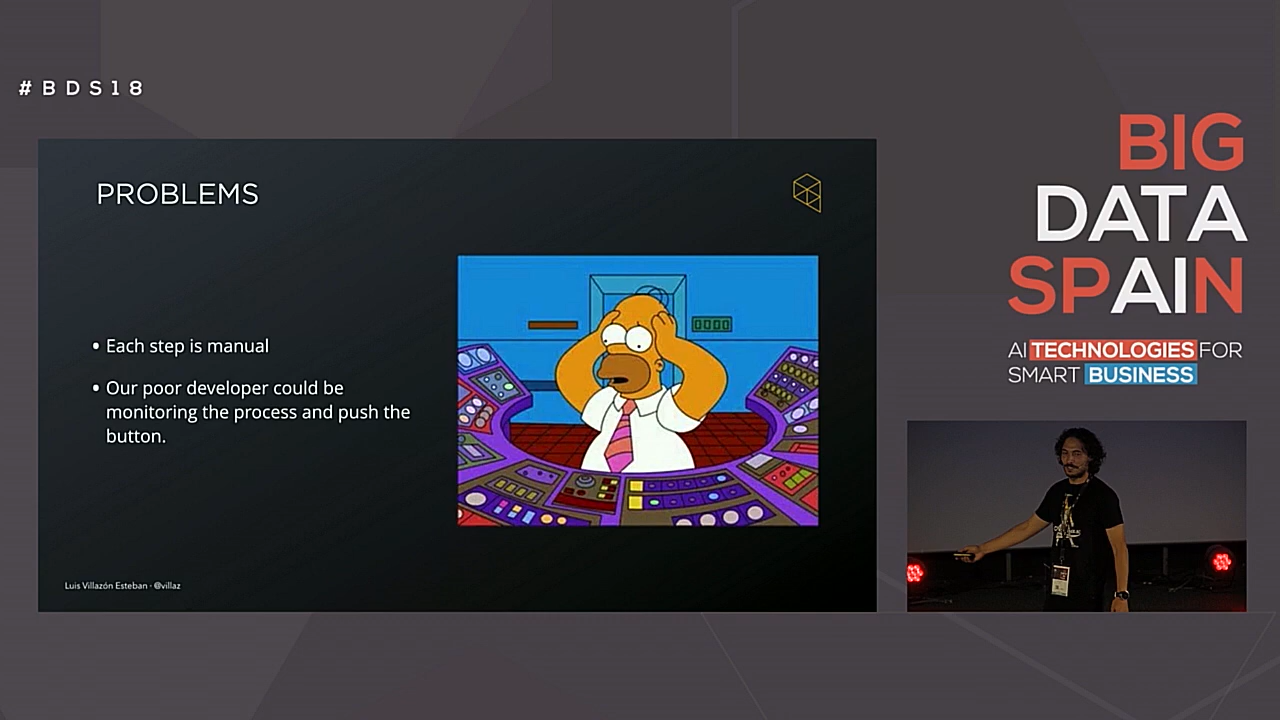 #BDS18
PROBLEMS
• Each step is manual
• Our poor developer could be
monitoring the process and push the
button.
Luis Villazón Esteban - @villaz
BIG
DATA
SPAIN
AI TECHNOLOGIES FOR
SMART BUSINESS